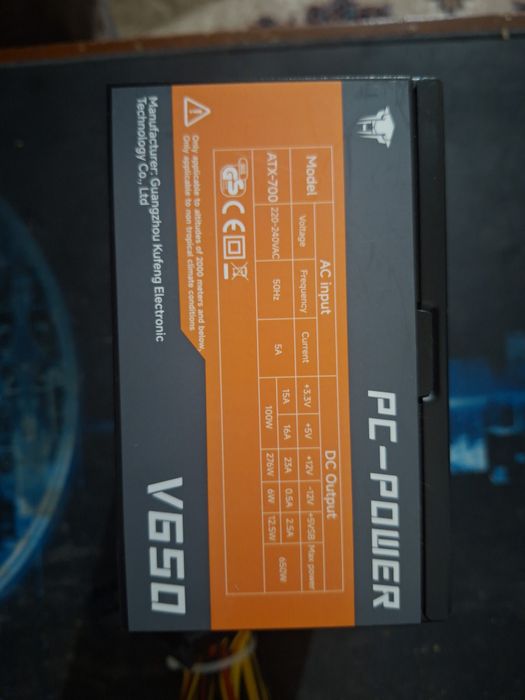 PC-POWER
AC input DC Output
Model Voltage Frequency Current +3.3V +5V +12V -12V +5VSB Max power
ATX-700 220-240VAC 50Hz 5A 15A 16A 23A 0.5A 2.5A 650W
100W 276W 6W 12.5W
GS CE
Only applicable to altitudes of 2000 meters and below,
Only applicable to non tropical climate conditions
Manufacturer: Guangzhou Kufeng Electronic
Technology Co., Ltd
V650